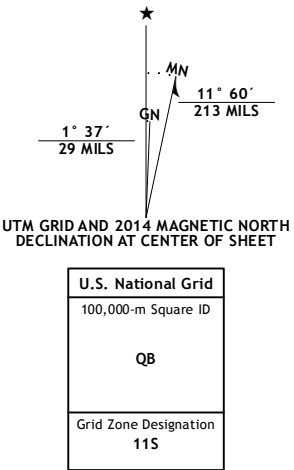 ★
MN
GN
11° 60´
213 MILS
1° 37´
29 MILS
UTM GRID AND 2014 MAGNETIC NORTH
DECLINATION AT CENTER OF SHEET
U.S. National Grid
100,000-m Square ID
QB
Grid Zone Designation
11S